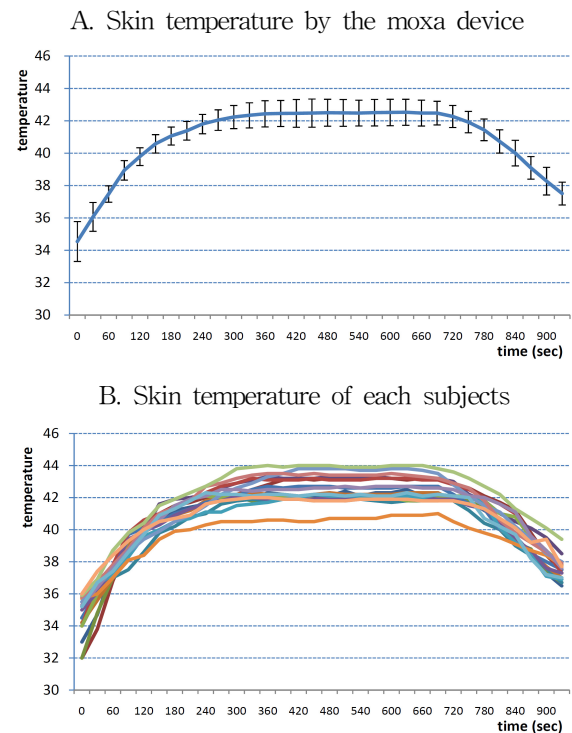 A. Skin temperature by the moxa device
temperature
46
44
42
40
38
36
34
32
30
0 60 120 180 240 300 360 420 480 540 600 660 720 780 840 900
time (sec)
B. Skin temperature of each subjects
temperature
46
44
42
40
38
36
34
32
30
0 60 120 180 240 300 360 420 480 540 600 660 720 780 840 900
time (sec)